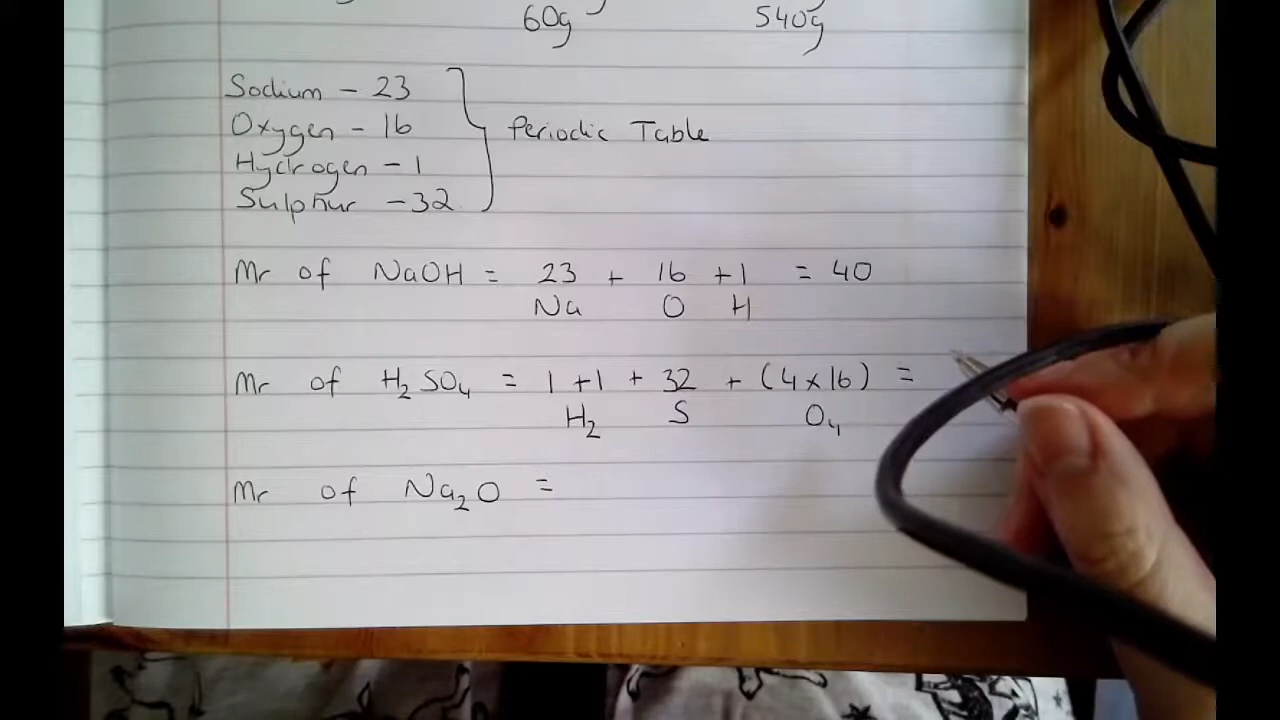 60g 540g
Sodium - 23
Oxygen - 16
Periodic Table
Hydrogen - 1
Sulphur - 32
Mr of NaOH = 23 + 16 + 1 = 40
Na O H
Mr of H₂SO₄ = 1 + 1 + 32 + (4 x 16) =
H₂ S O₄
Mr of Na₂O =